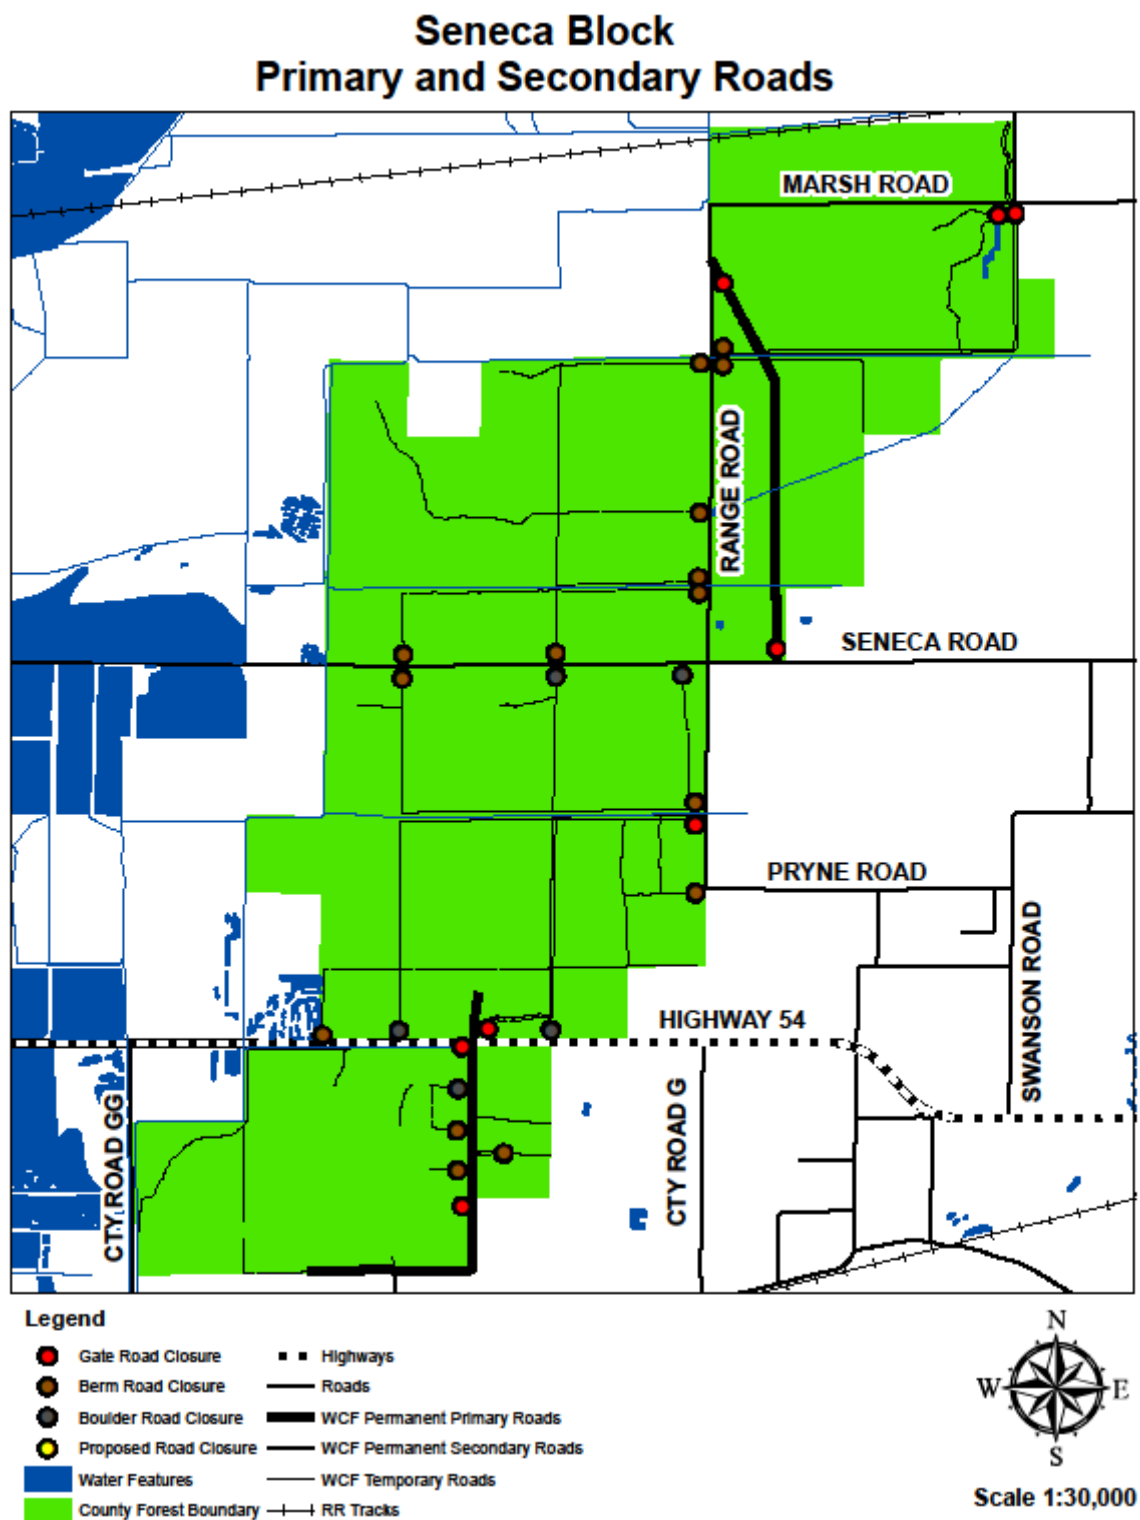 Seneca Block
Primary and Secondary Roads
MARSH ROAD
RANGE ROAD
SENECA ROAD
PRYNE ROAD
SWANSON ROAD
HIGHWAY 54
CTY ROAD GG
CTY ROAD G
Legend
Gate Road Closure
Berm Road Closure
Boulder Road Closure
Proposed Road Closure
Water Features
County Forest Boundary
Highways
Roads
WCF Permanent Primary Roads
WCF Permanent Secondary Roads
WCF Temporary Roads
RR Tracks
N
W
E
S
Scale 1:30,000